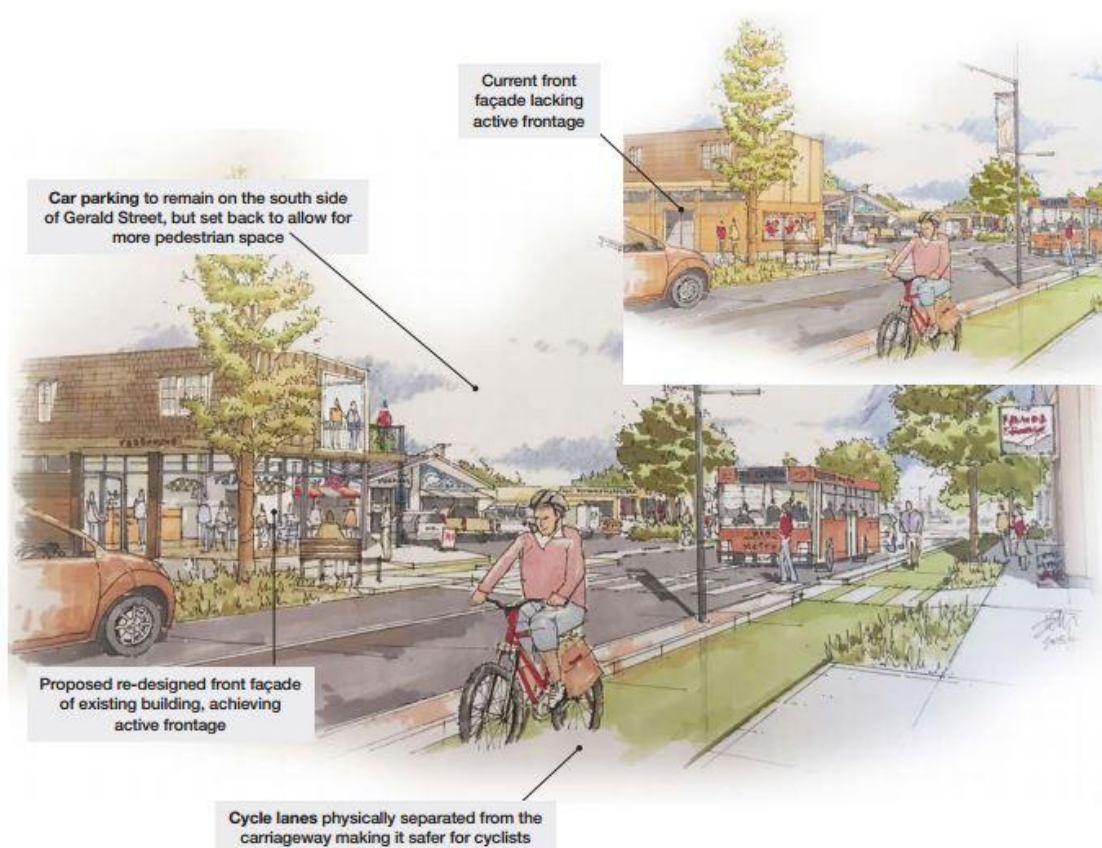 Current front
façade lacking
active frontage
Car parking to remain on the south side
of Gerald Street, but set back to allow for
more pedestrian space
Proposed re-designed front façade
of existing building, achieving
active frontage
Cycle lanes physically separated from the
carriageway making it safer for cyclists